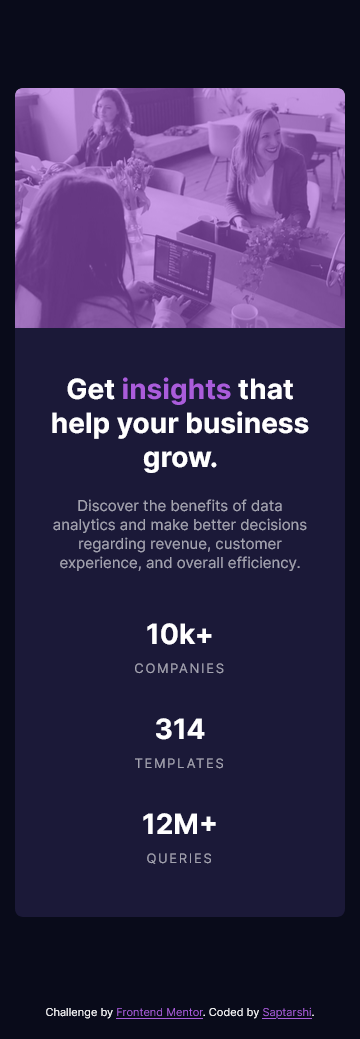 Get insights that
help your business
grow.
Discover the benefits of data
analytics and make better decisions
regarding revenue, customer
experience, and overall efficiency.
10k+
COMPANIES
314
TEMPLATES
12M+
QUERIES
Challenge by Frontend Mentor. Coded by Saptarshi.